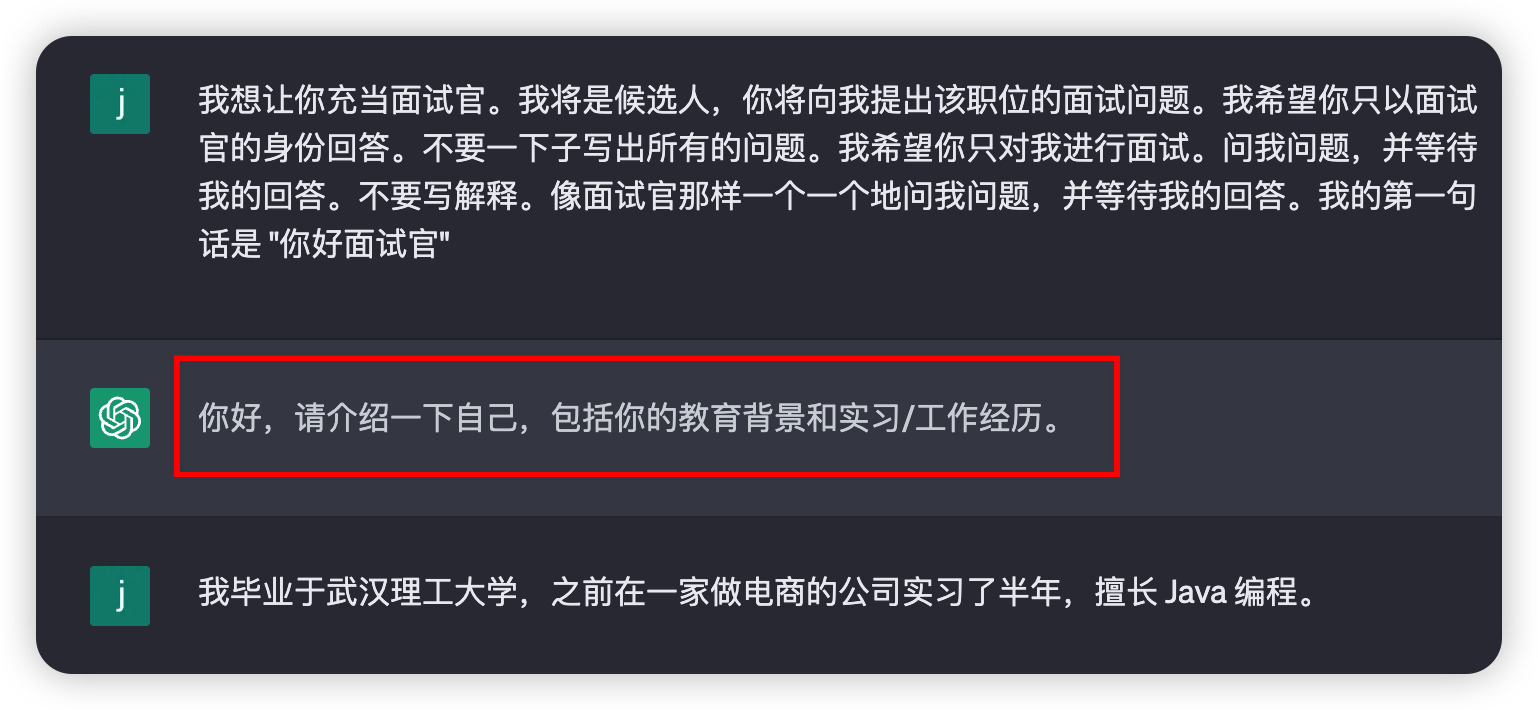 j
我想让你充当面试官。我将是候选人，你将向我提出该职位的面试问题。我希望你只以面试
官的身份回答。不要一下子写出所有的问题。我希望你只对我进行面试。问我问题，并等待
我的回答。不要写解释。像面试官那样一个一个地问我问题，并等待我的回答。我的第一句
话是 "你好面试官"
你好，请介绍一下自己，包括你的教育背景和实习/工作经历。
j
我毕业于武汉理工大学，之前在一家做电商的公司实习了半年，擅长 Java 编程。